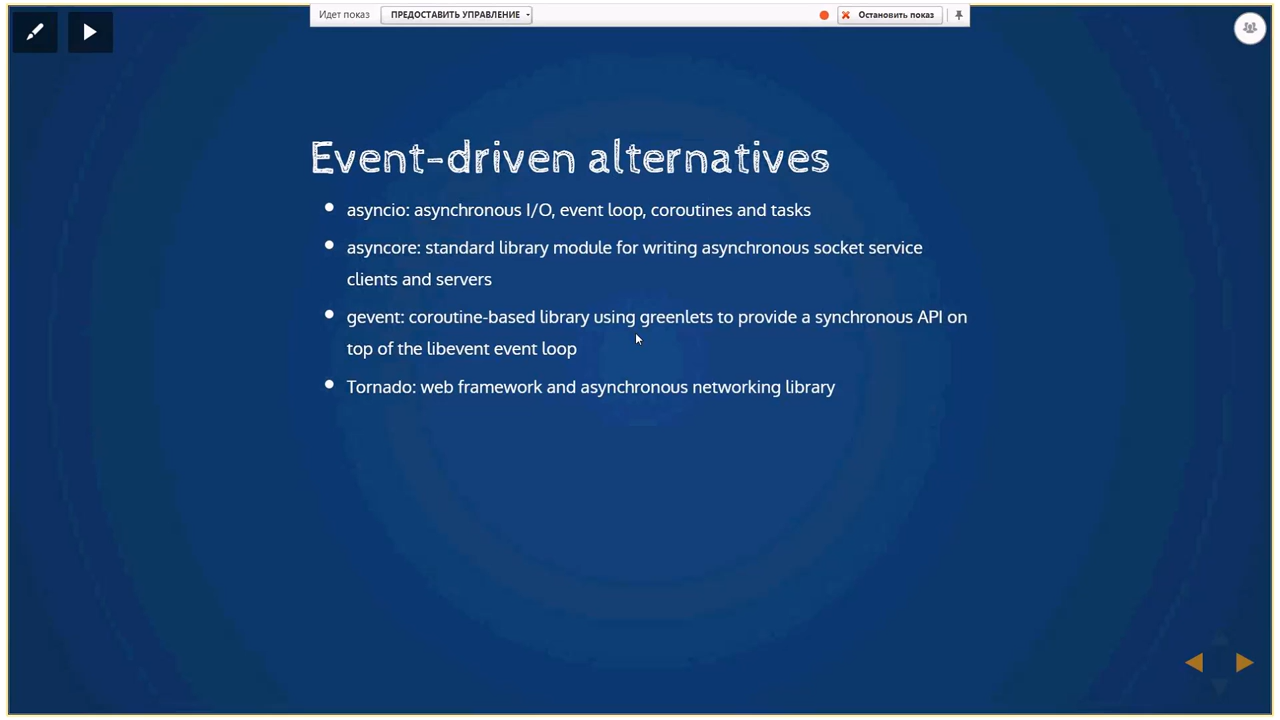 Идет показ ПРЕДОСТАВИТЬ УПРАВЛЕНИЕ Остановить показ
Event-driven alternatives
asyncio: asynchronous I/O, event loop, coroutines and tasks
asyncore: standard library module for writing asynchronous socket service
clients and servers
gevent: coroutine-based library using greenlets to provide a synchronous API on
top of the libevent event loop
Tornado: web framework and asynchronous networking library